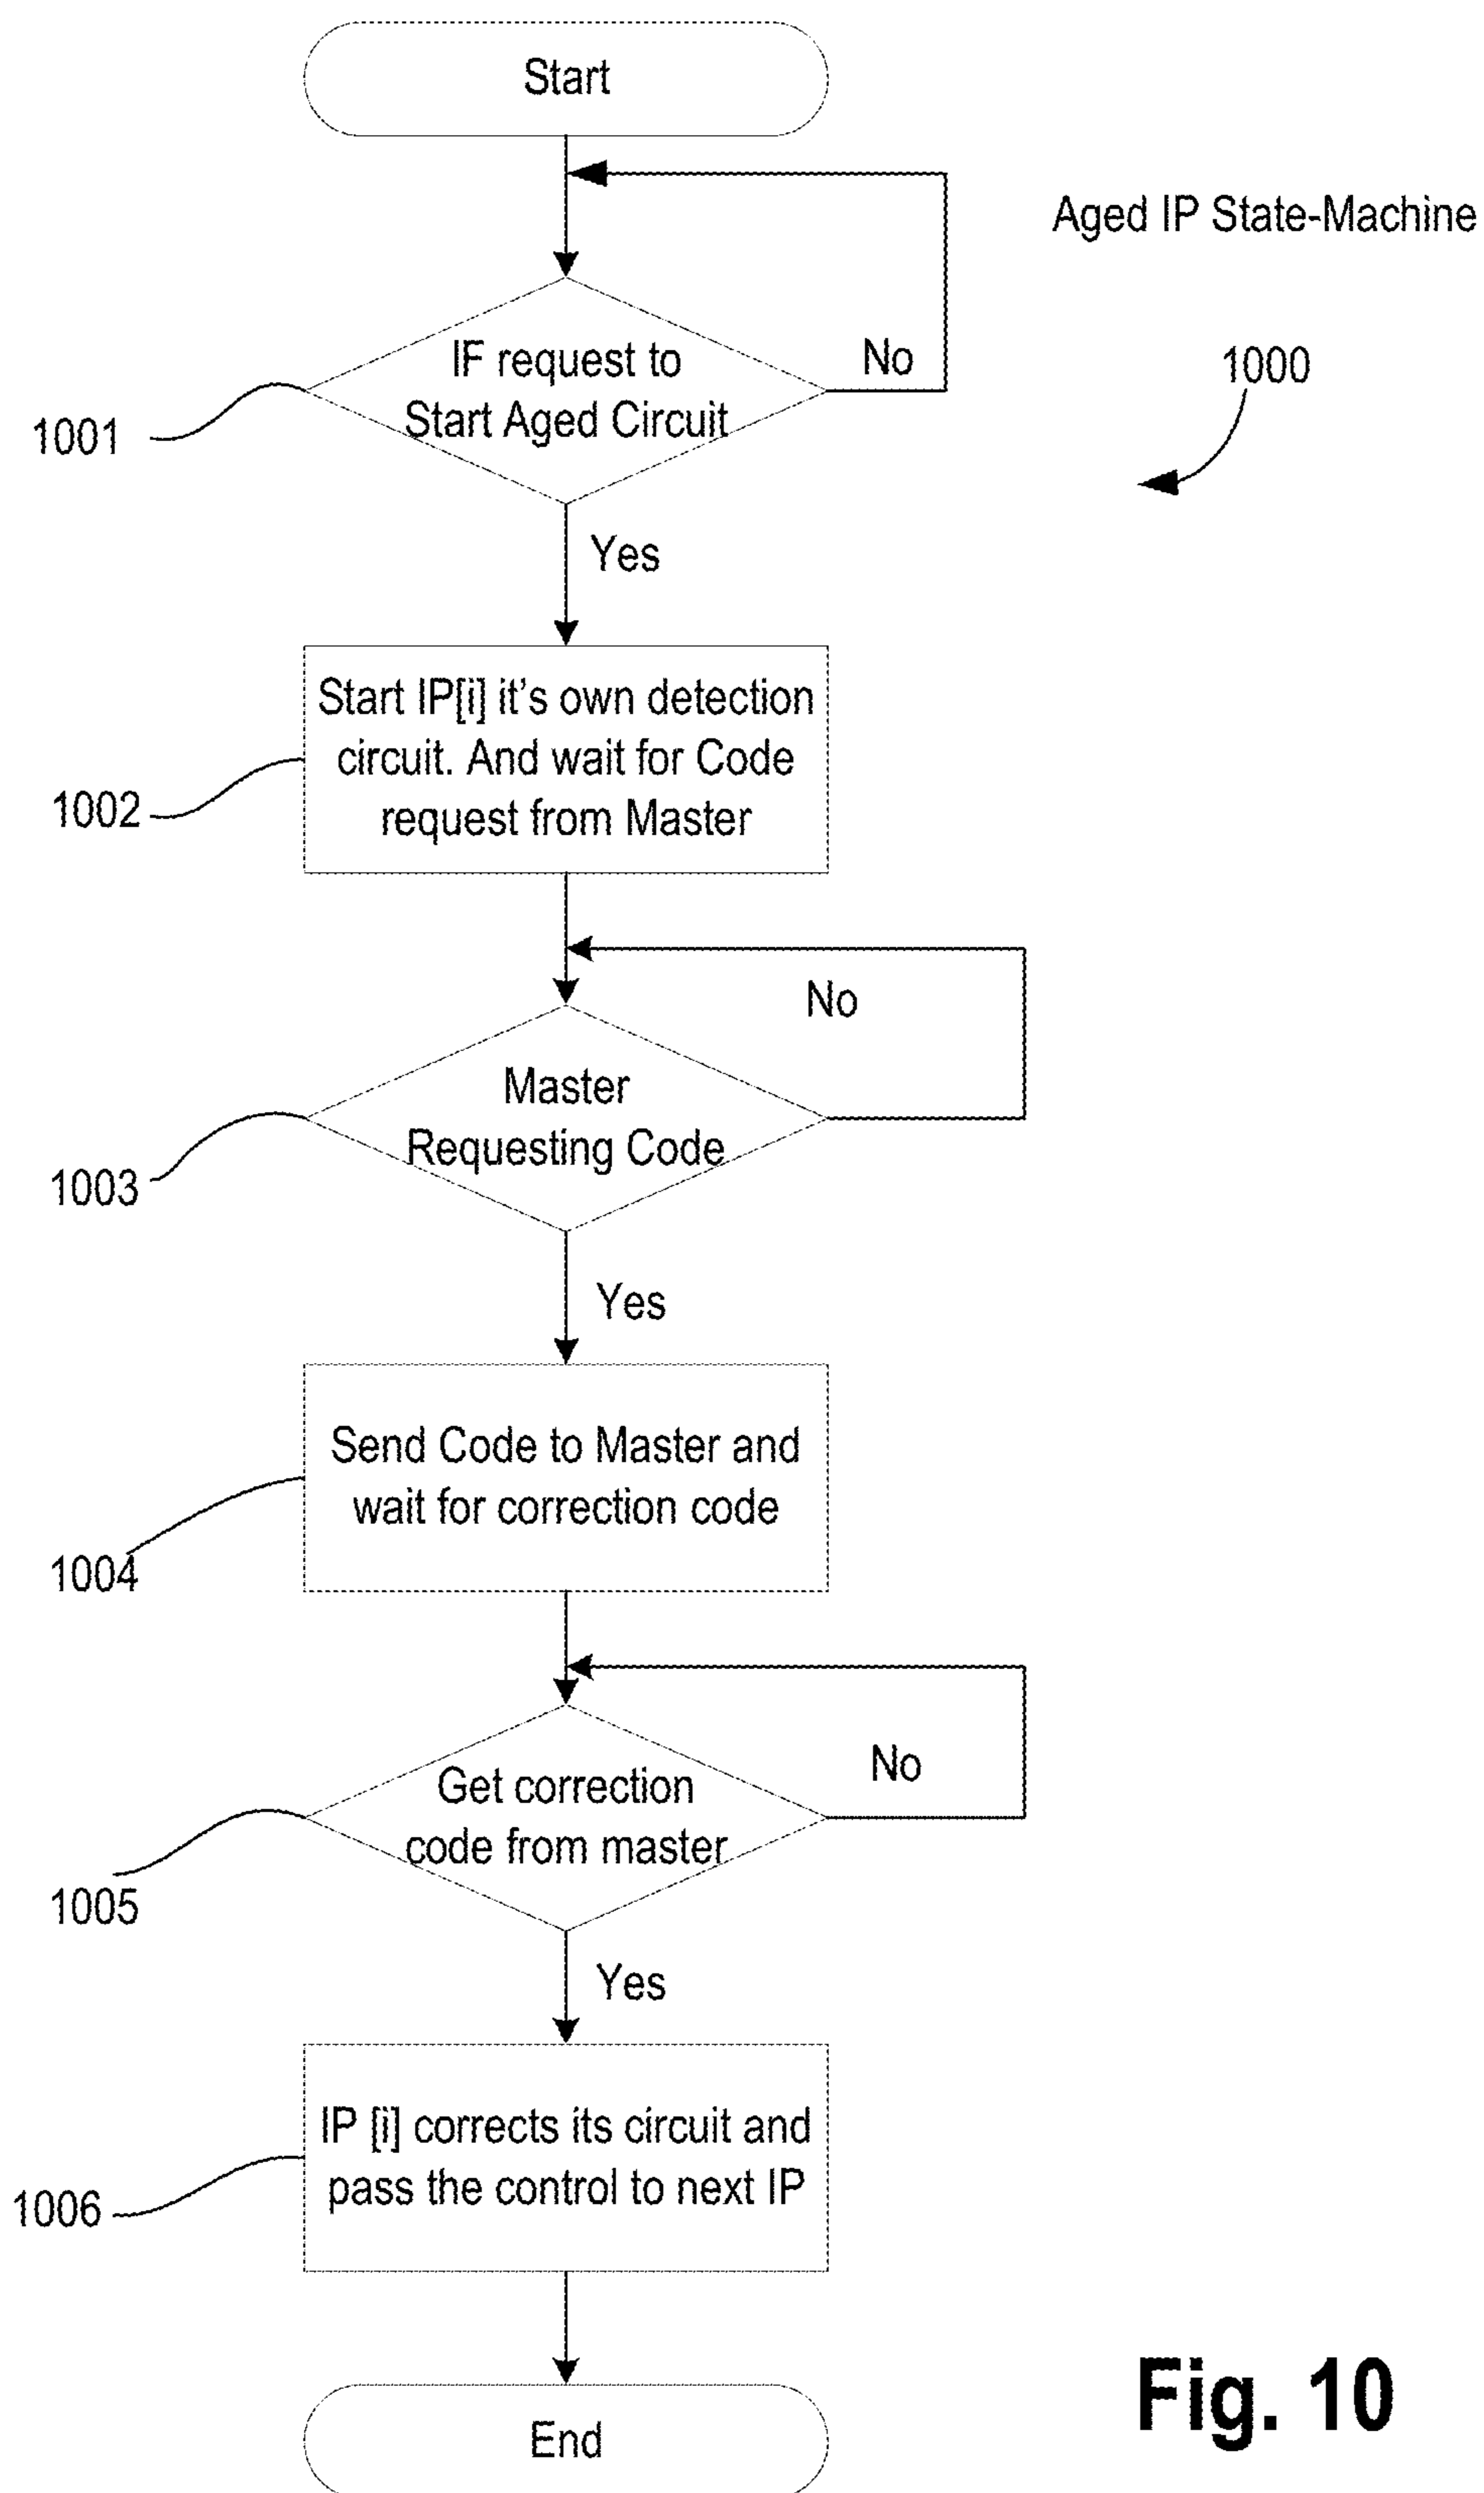 Start
Aged IP State-Machine
1000
IF request to
Start Aged Circuit
No
1001
Yes
Start IP[i] it's own detection
circuit. And wait for Code
request from Master
1002
No
Master
Requesting Code
1003
Yes
Send Code to Master and
wait for correction code
1004
No
Get correction
code from master
1005
Yes
IP [i] corrects its circuit and
pass the control to next IP
1006
End
Fig. 10